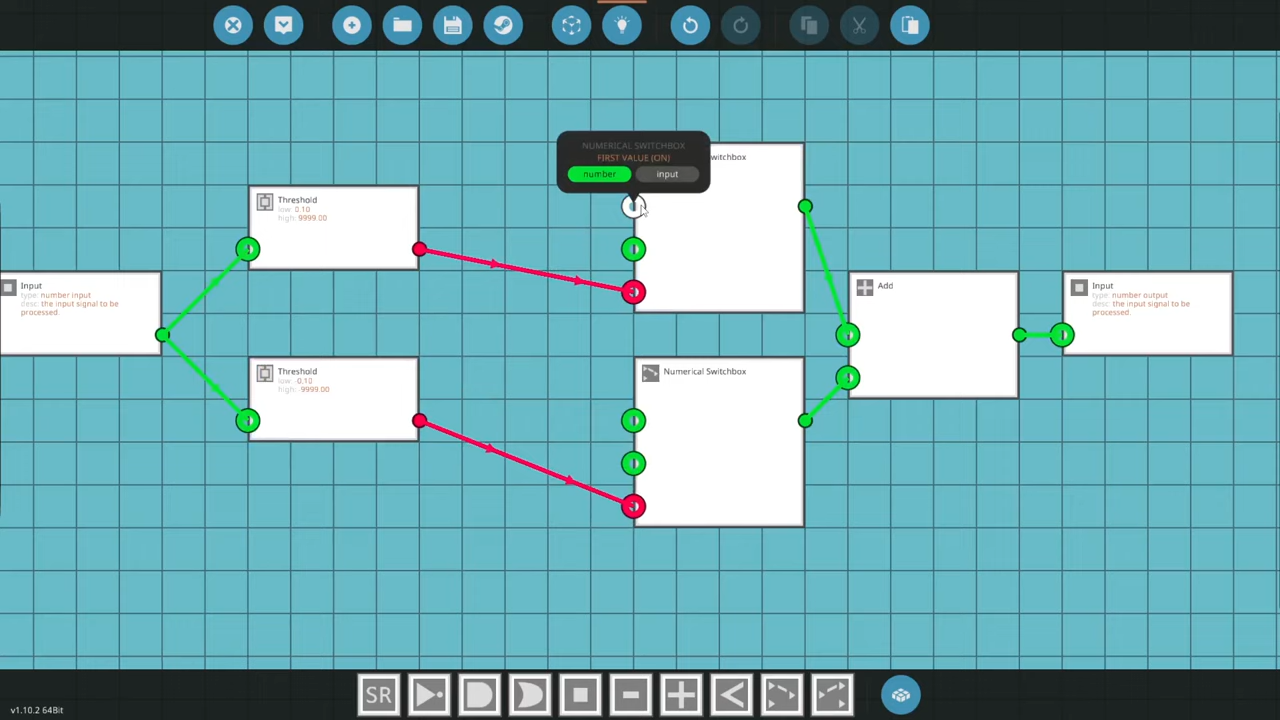 NUMERICAL SWITCHBOX
FIRST VALUE (ON)
number
input
witchbox
Threshold
low: 0.10
high: 9999.00
Input
type: number input
desc: the input signal to be
processed.
Add
Input
type: number output
desc: the input signal to be
processed.
Threshold
low: -0.10
high: -9999.00
Numerical Switchbox
SR
v1.10.2 64Bit